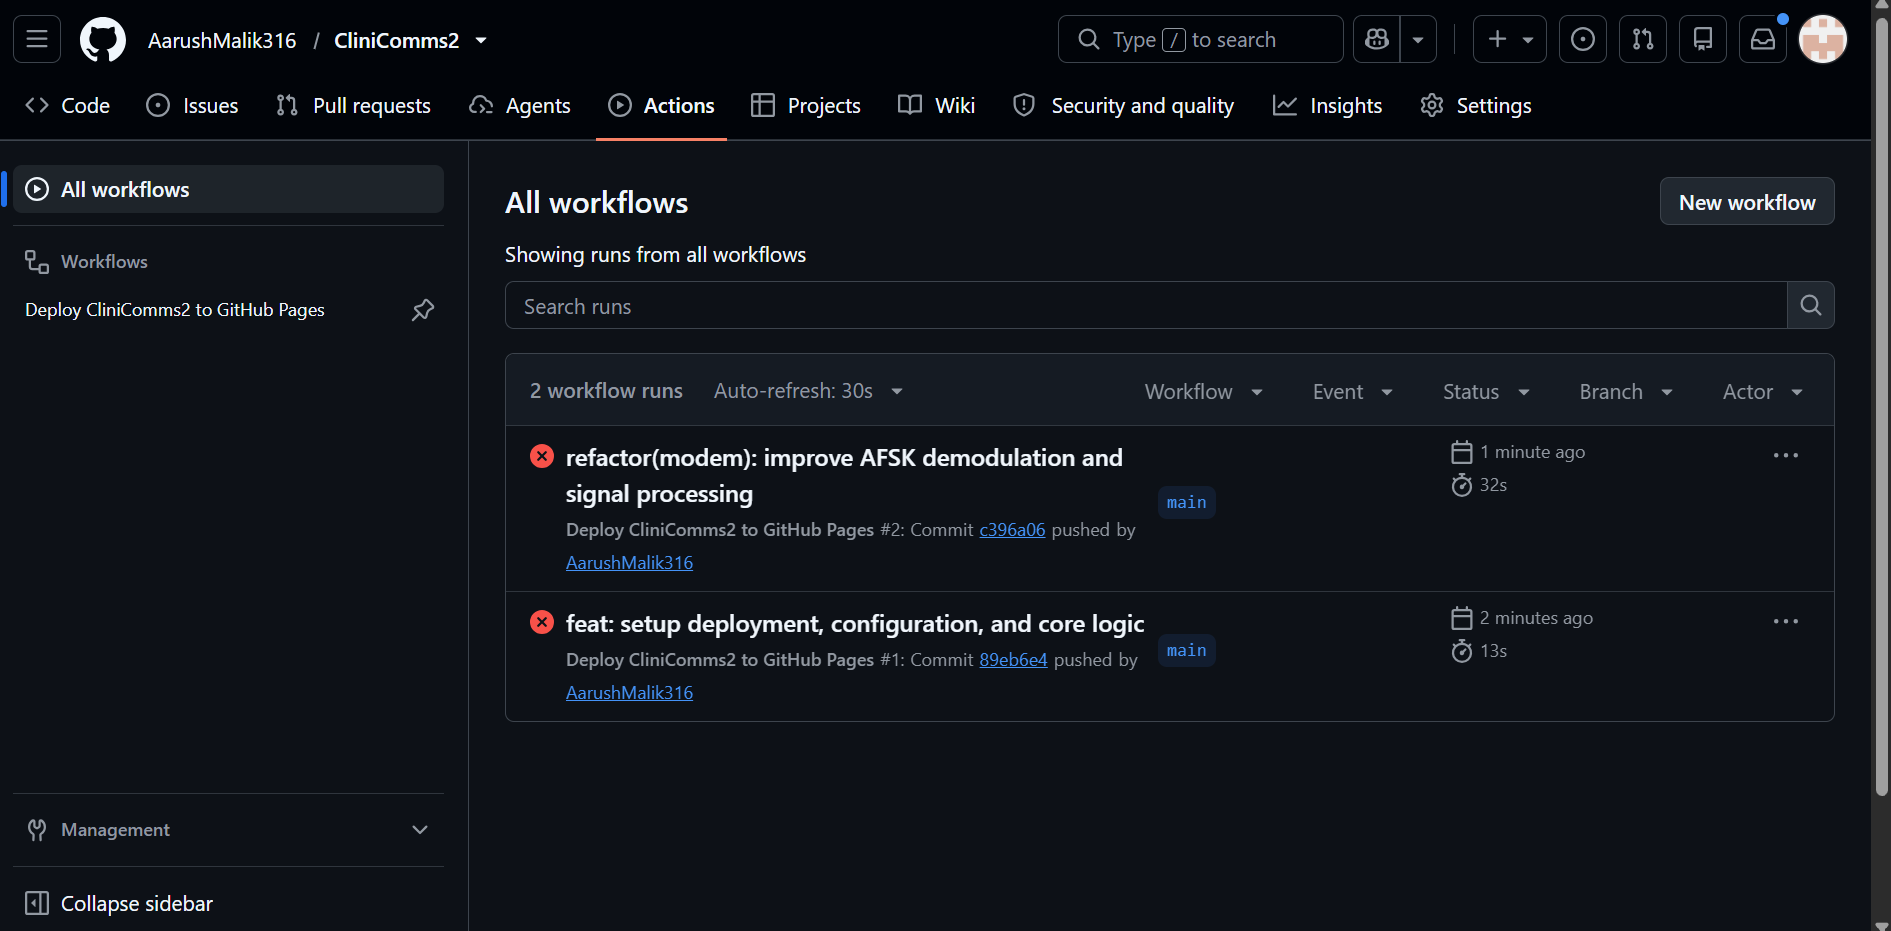 AarushMalik316 / CliniComms2
Type / to search
Code
Issues
Pull requests
Agents
Actions
Projects
Wiki
Security and quality
Insights
Settings
All workflows
Workflows
Deploy CliniComms2 to GitHub Pages
Management
Collapse sidebar
All workflows
New workflow
Showing runs from all workflows
Search runs
2 workflow runs
Auto-refresh: 30s
Workflow
Event
Status
Branch
Actor
refactor(modem): improve AFSK demodulation and
signal processing
Deploy CliniComms2 to GitHub Pages #2: Commit c396a06 pushed by
AarushMalik316
main
1 minute ago
32s
feat: setup deployment, configuration, and core logic
Deploy CliniComms2 to GitHub Pages #1: Commit 89eb6e4 pushed by
AarushMalik316
main
2 minutes ago
13s